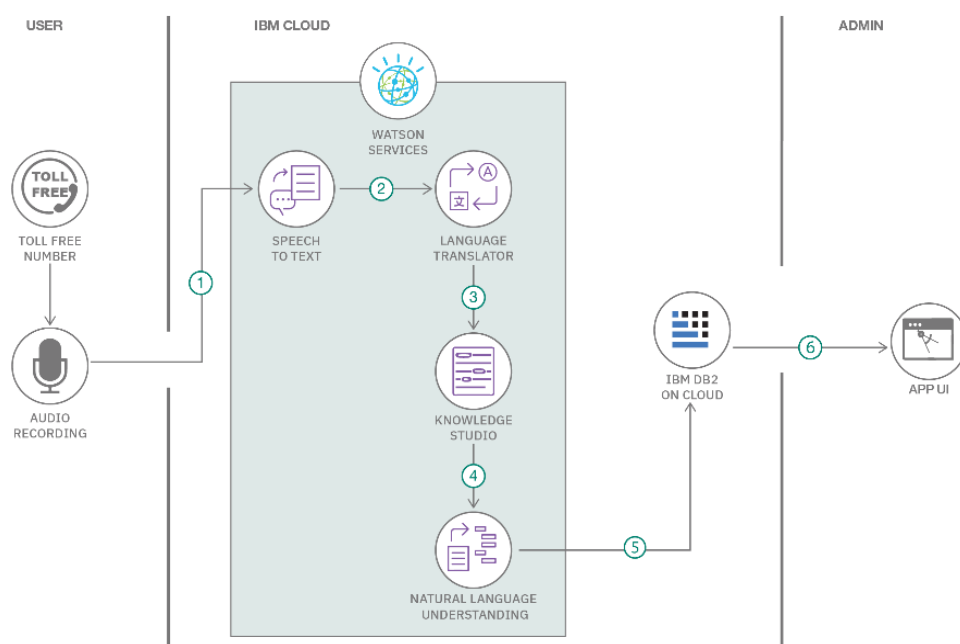 USER
IBM CLOUD
ADMIN
WATSON
SERVICES
TOLL
FREE
TOLL FREE
NUMBER
1
SPEECH
TO TEXT
2
A
文
LANGUAGE
TRANSLATOR
3
AUDIO
RECORDING
KNOWLEDGE
STUDIO
4
NATURAL LANGUAGE
UNDERSTANDING
5
IBM DB2
ON CLOUD
6
APP UI